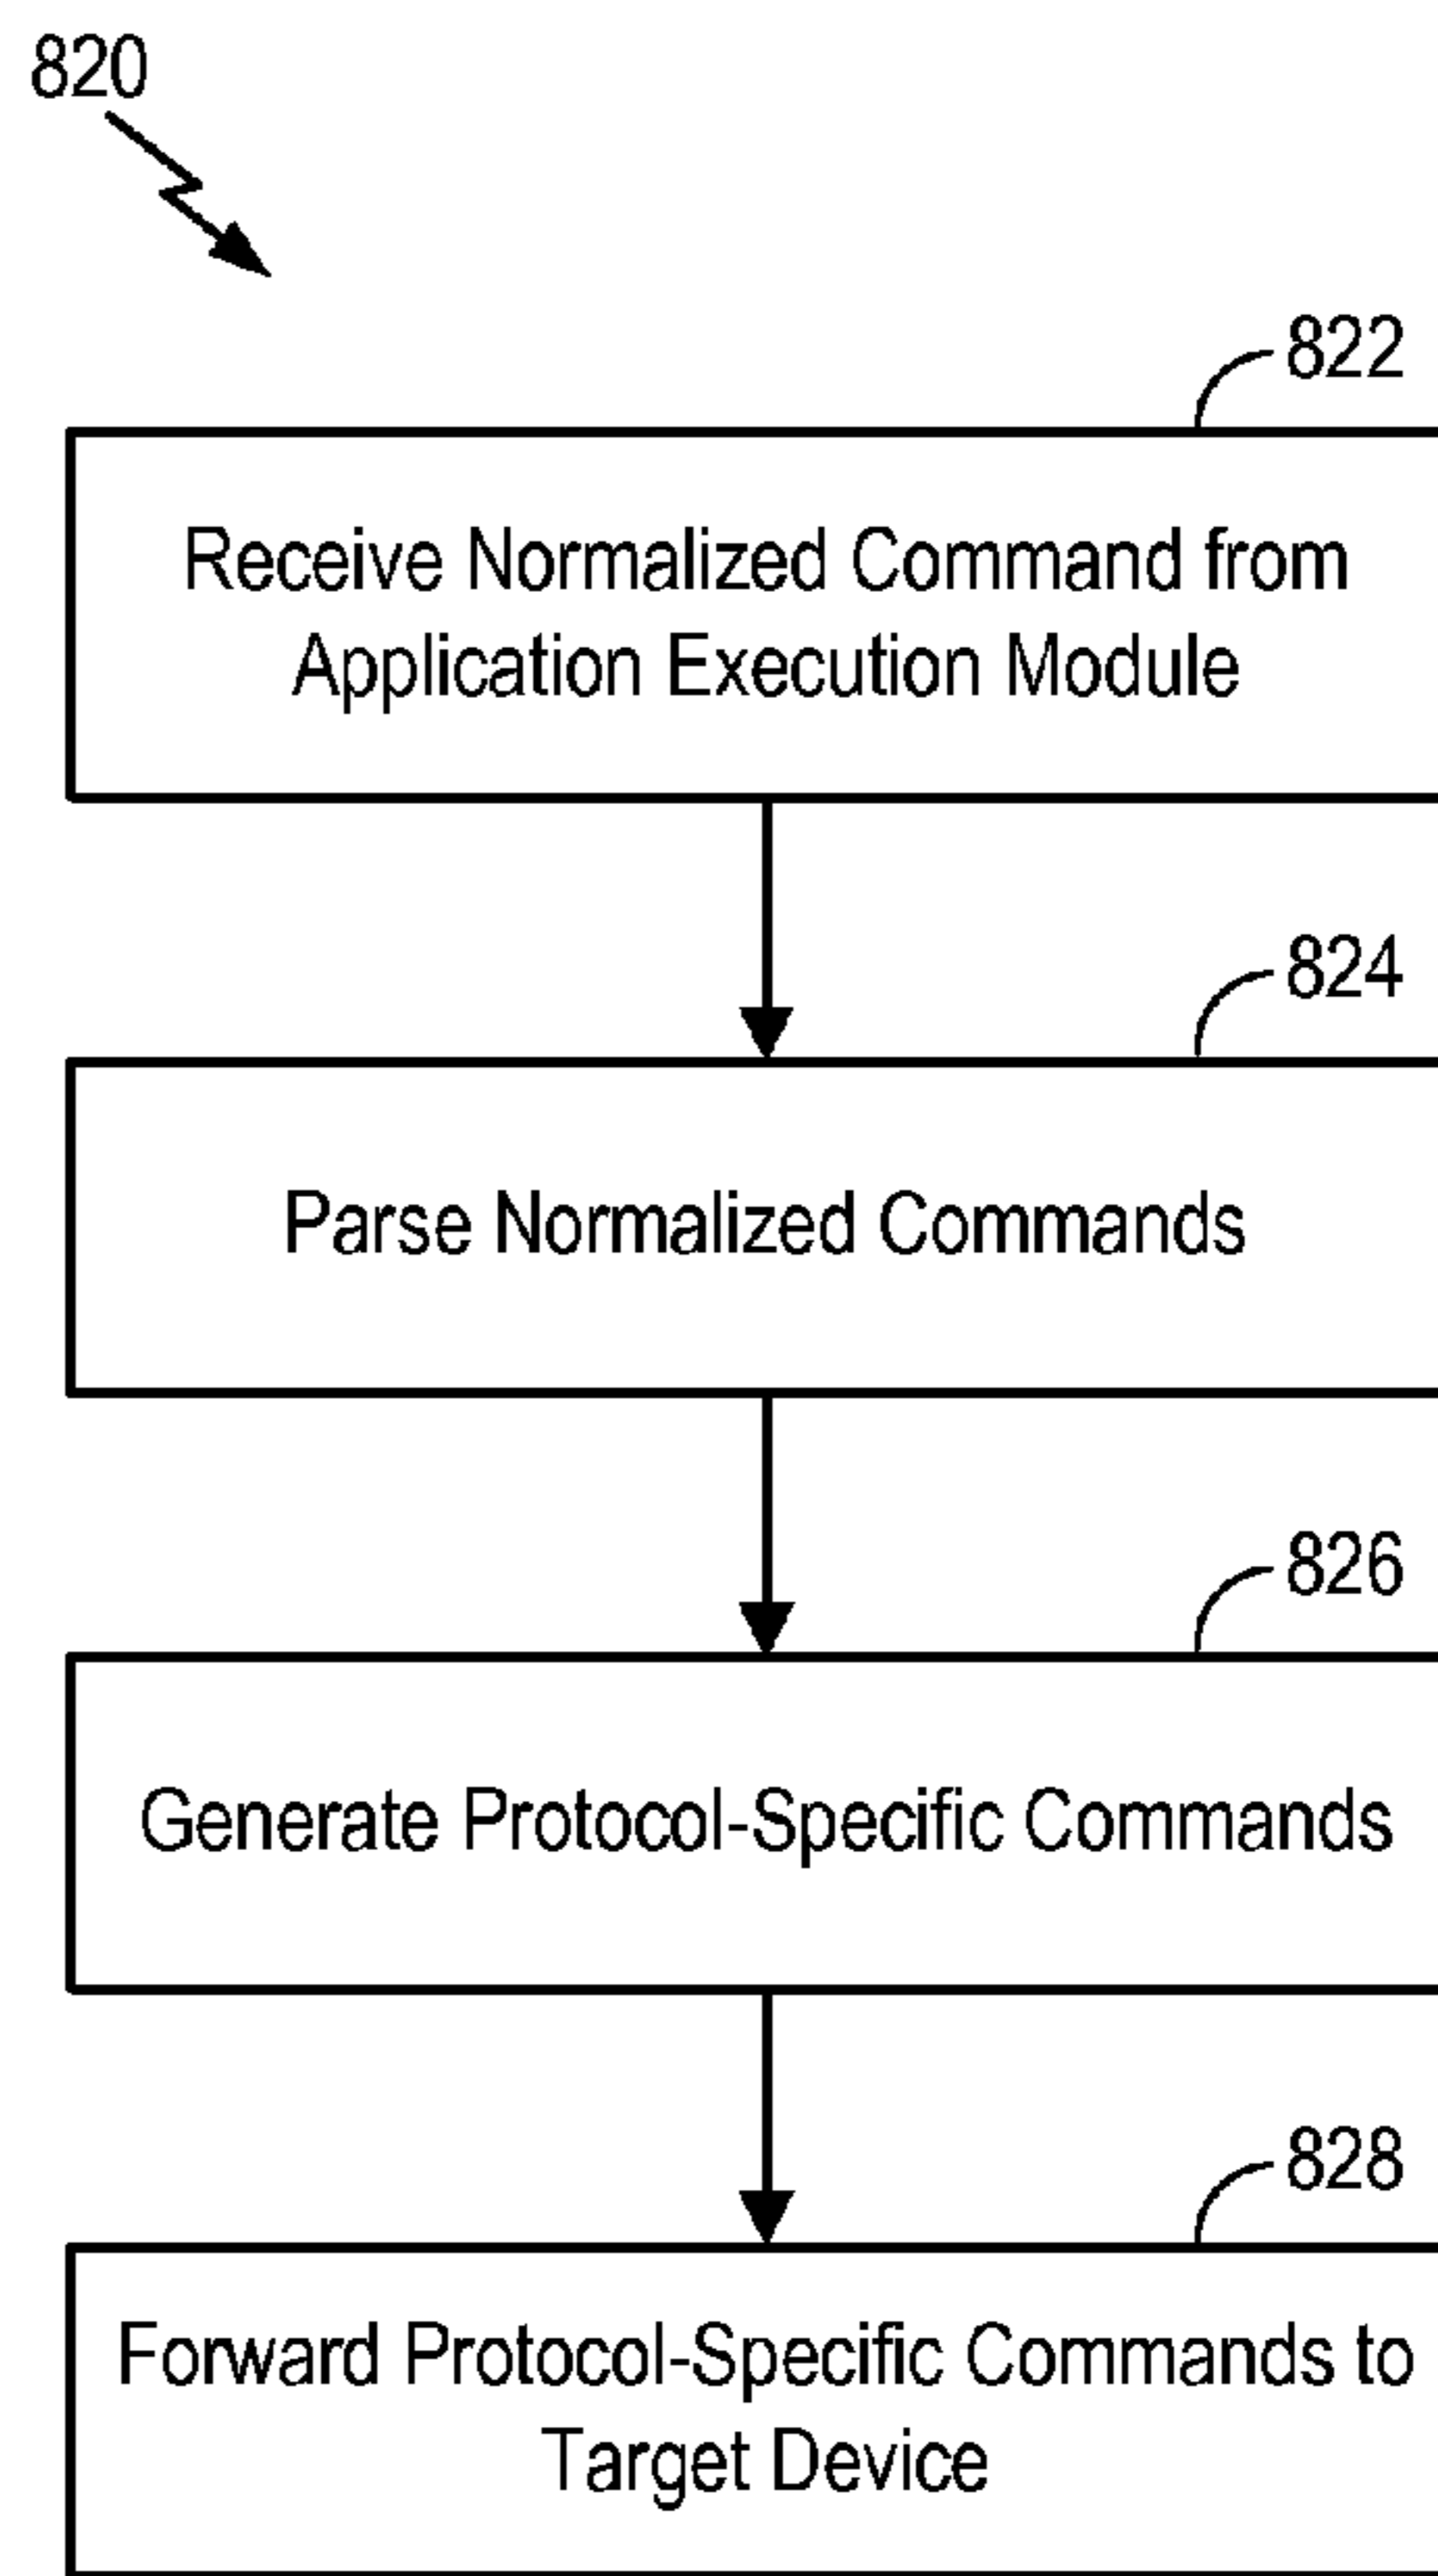 820
822
Receive Normalized Command from
Application Execution Module
824
Parse Normalized Commands
826
Generate Protocol-Specific Commands
828
Forward Protocol-Specific Commands to
Target Device